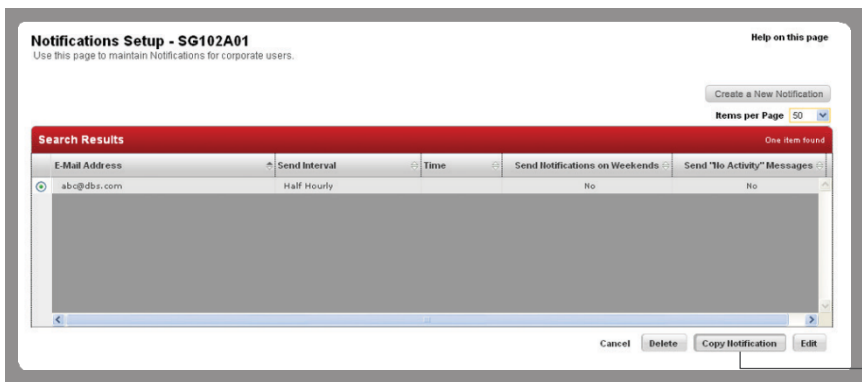 Notifications Setup - SG102A01
Help on this page
Use this page to maintain Notifications for corporate users.
Create a New Notification
Items per Page 50
Search Results One item found
E-Mail Address Send Interval Time Send Notifications on Weekends Send "No Activity" Messages
abc@dbs.com Half Hourly No No
Cancel Delete Copy Notification Edit